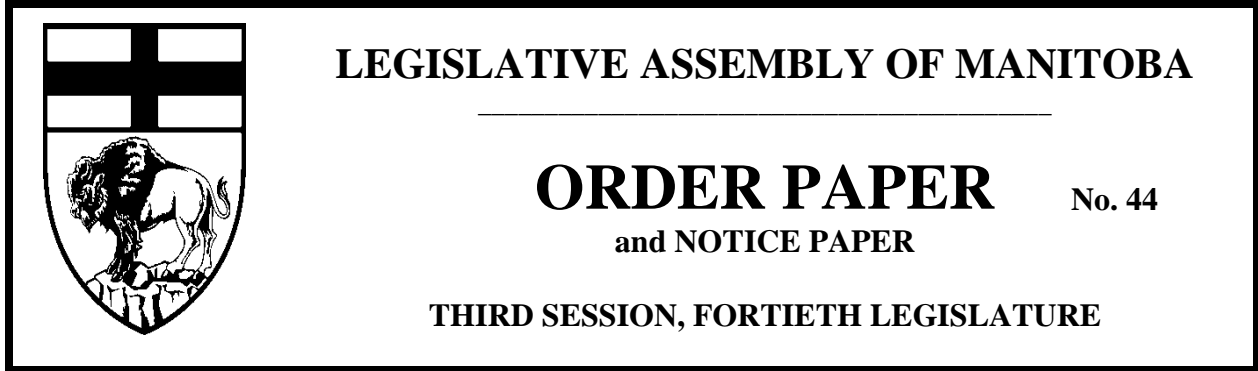 LEGISLATIVE ASSEMBLY OF MANITOBA
ORDER PAPER No. 44
and NOTICE PAPER
THIRD SESSION, FORTIETH LEGISLATURE